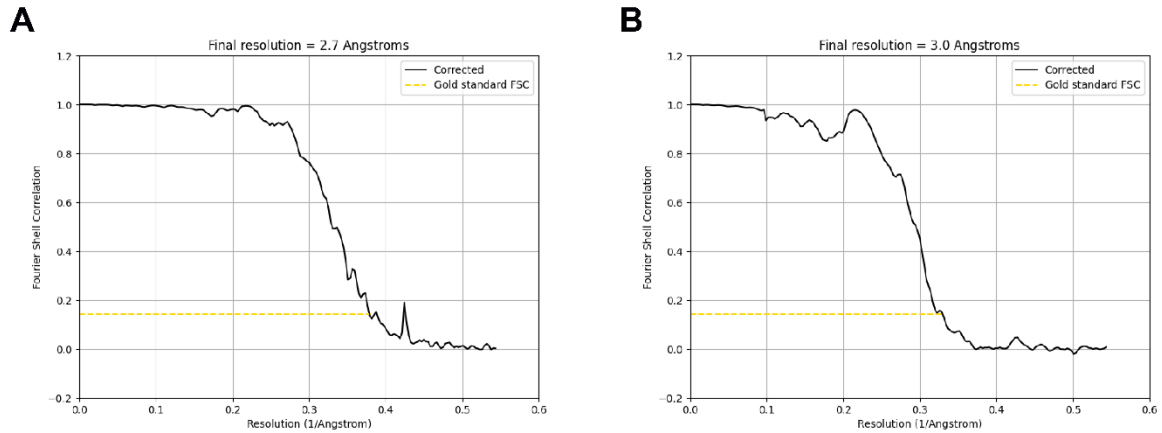 A
Final resolution = 2.7 Angstroms
Corrected
Gold standard FSC
1.2
1.0
0.8
0.6
0.4
0.2
0.0
−0.2
Fourier Shell Correlation
0.0 0.1 0.2 0.3 0.4 0.5 0.6
Resolution (1/Angstrom)
B
Final resolution = 3.0 Angstroms
Corrected
Gold standard FSC
1.2
1.0
0.8
0.6
0.4
0.2
0.0
−0.2
Fourier Shell Correlation
0.0 0.1 0.2 0.3 0.4 0.5 0.6
Resolution (1/Angstrom)